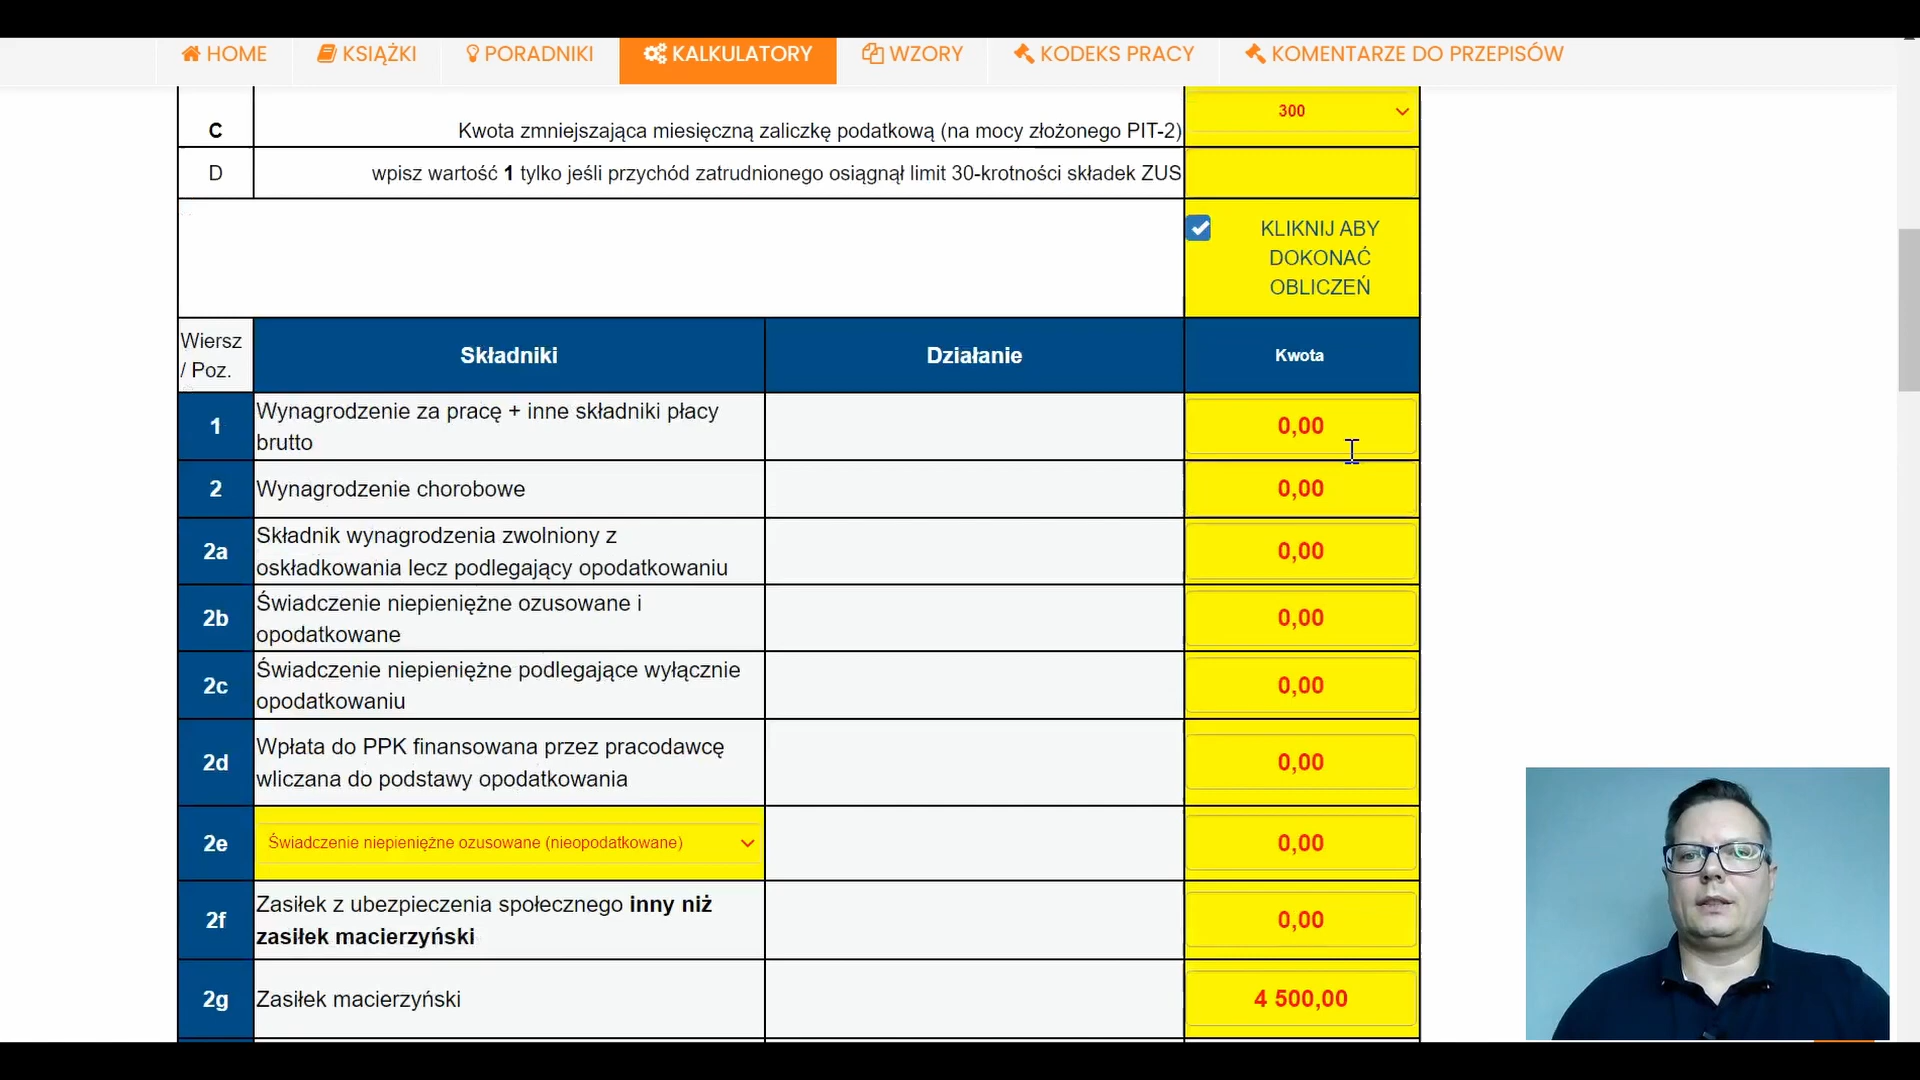 HOME KSIĄŻKI PORADNIKI KALKULATORY WZORY KODEKS PRACY KOMENTARZE DO PRZEPISÓW
300
C Kwota zmniejszająca miesięczną zaliczkę podatkową (na mocy złożonego PIT-2)
D wpisz wartość 1 tylko jeśli przychód zatrudnionego osiągnął limit 30-krotności składek ZUS
KLIKNIJ ABY
DOKONAĆ
OBLICZEŃ
Wiersz
/ Poz.
Składniki Działanie Kwota
1 Wynagrodzenie za pracę + inne składniki płacy
brutto
0,00
2 Wynagrodzenie chorobowe 0,00
2a Składnik wynagrodzenia zwolniony z
oskładkowania lecz podlegający opodatkowaniu
0,00
2b Świadczenie niepieniężne ozusowane i
opodatkowane
0,00
2c Świadczenie niepieniężne podlegające wyłącznie
opodatkowaniu
0,00
2d Wpłata do PPK finansowana przez pracodawcę
wliczana do podstawy opodatkowania
0,00
2e Świadczenie niepieniężne ozusowane (nieopodatkowane) 0,00
2f Zasiłek z ubezpieczenia społecznego inny niż
zasiłek macierzyński
0,00
2g Zasiłek macierzyński 4 500,00